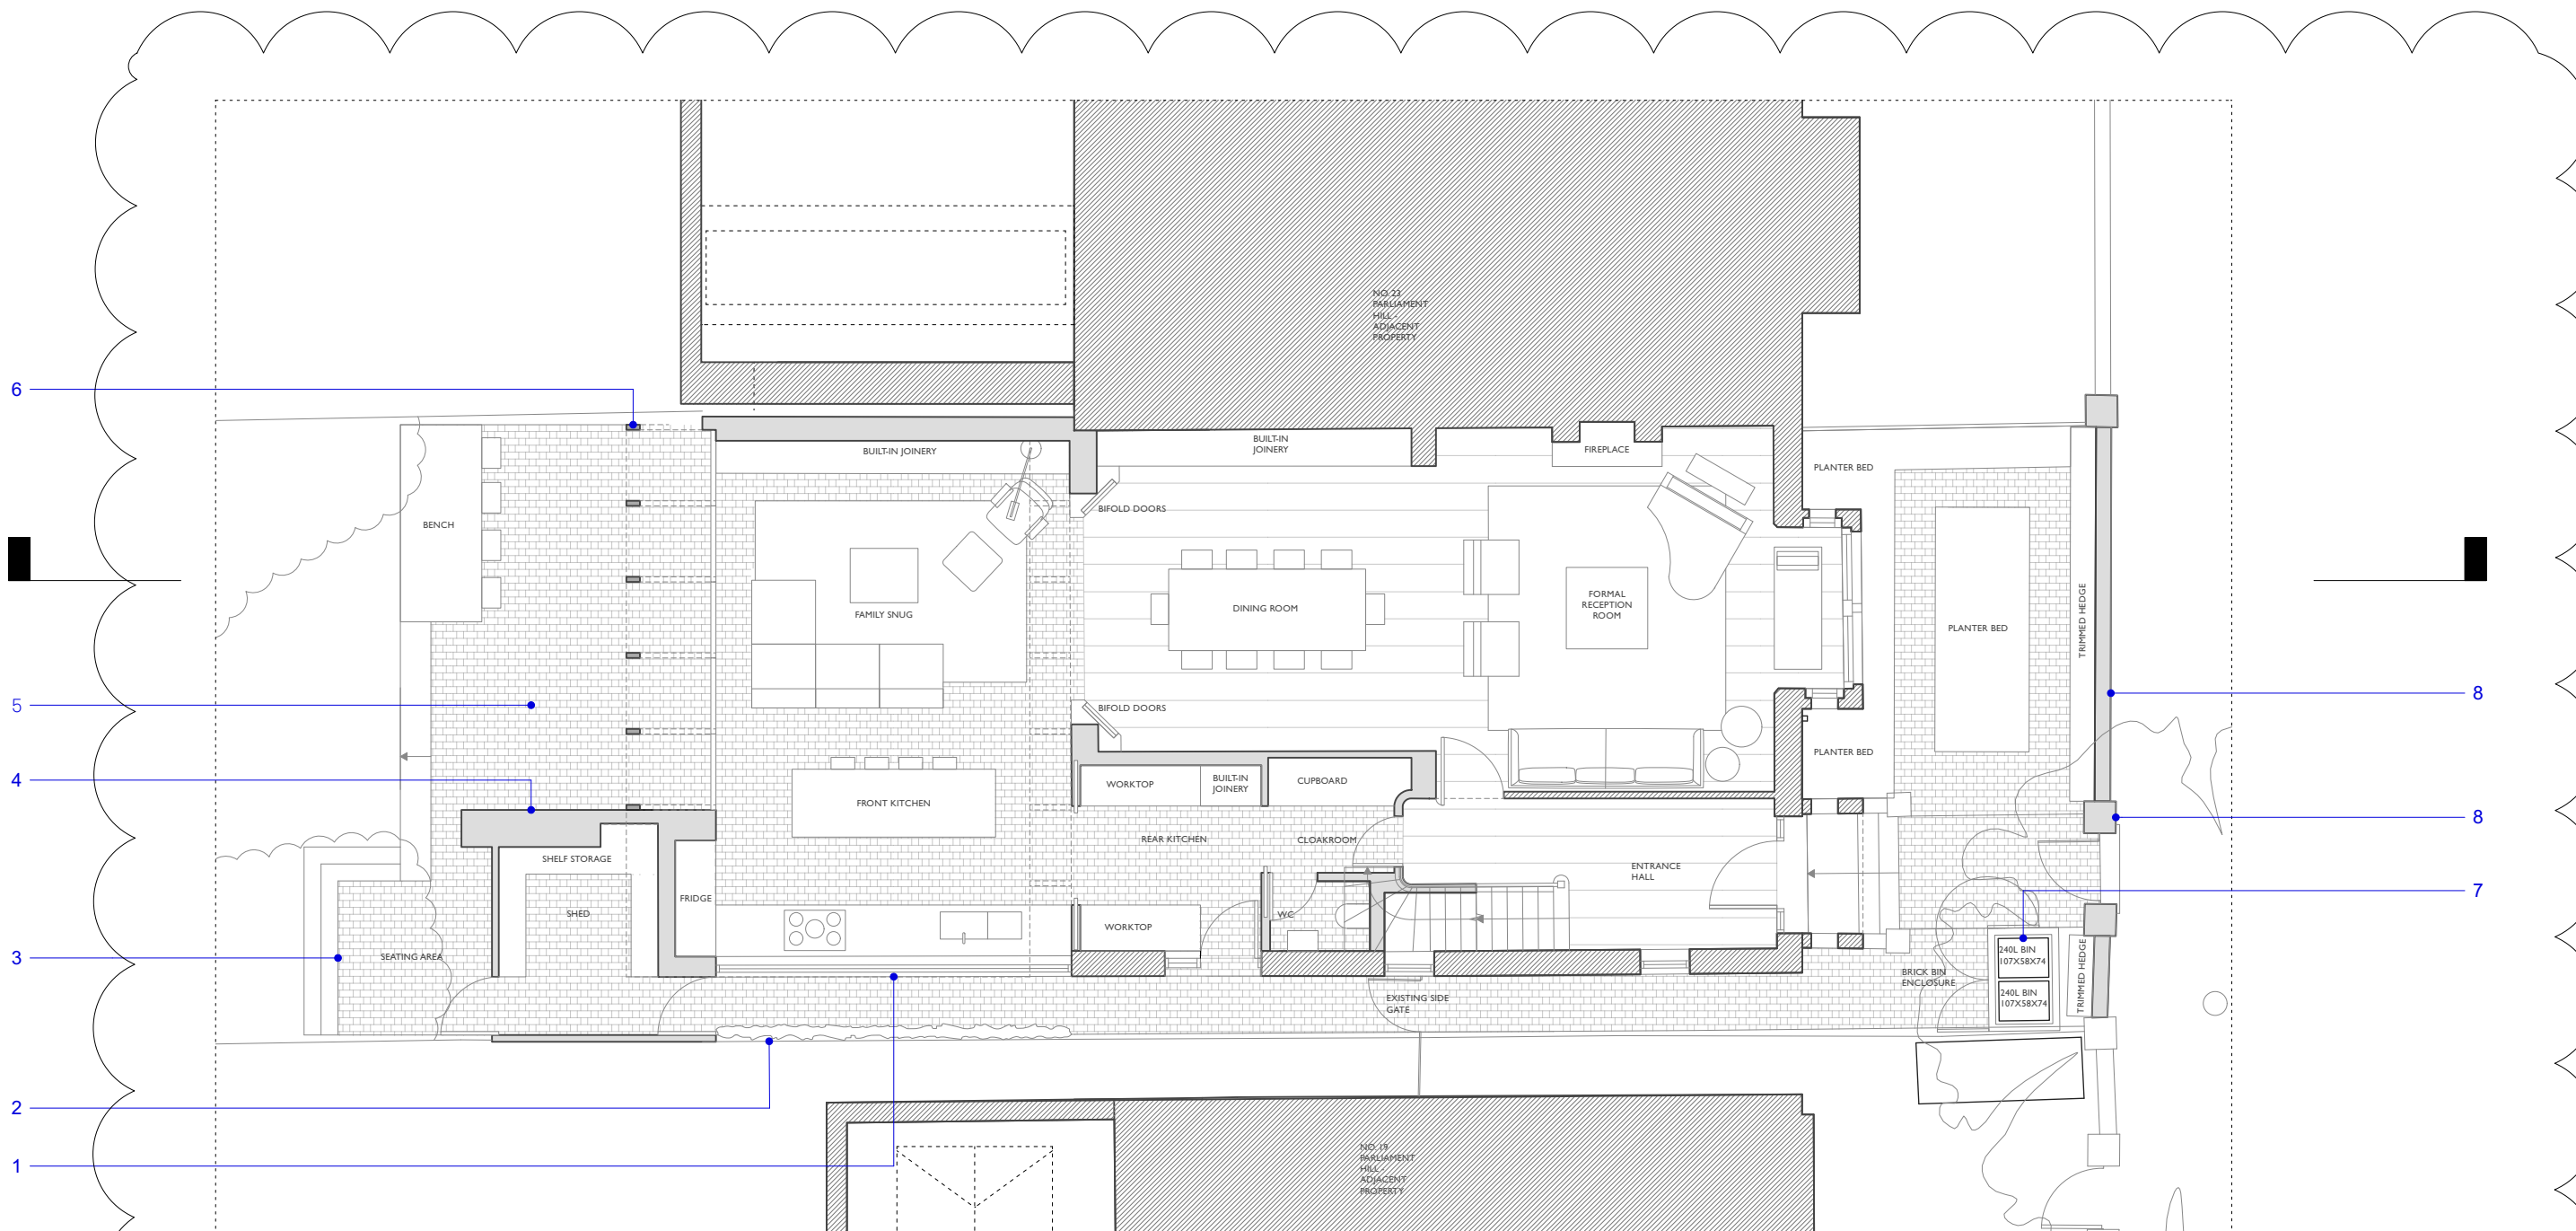 NO. 23
PARLIAMENT
HILL -
ADJACENT
PROPERTY
6
BUILT-IN JOINERY
BUILT-IN
JOINERY
FIREPLACE
PLANTER BED
BENCH
BIFOLD DOORS
FAMILY SNUG
DINING ROOM
FORMAL
RECEPTION
ROOM
PLANTER BED
TRIMMED HEDGE
5
BIFOLD DOORS
8
PLANTER BED
4
WORKTOP
BUILT-IN
JOINERY
CUPBOARD
FRONT KITCHEN
8
REAR KITCHEN
CLOAKROOM
SHELF STORAGE
ENTRANCE
HALL
7
FRIDGE
SHED
WC
WORKTOP
3
SEATING AREA
240L BIN
107X58X74
BRICK BIN
ENCLOSURE
TRIMMED HEDGE
240L BIN
107X58X74
EXISTING SIDE
GATE
2
1
NO. 19
PARLIAMENT
HILL -
ADJACENT
PROPERTY